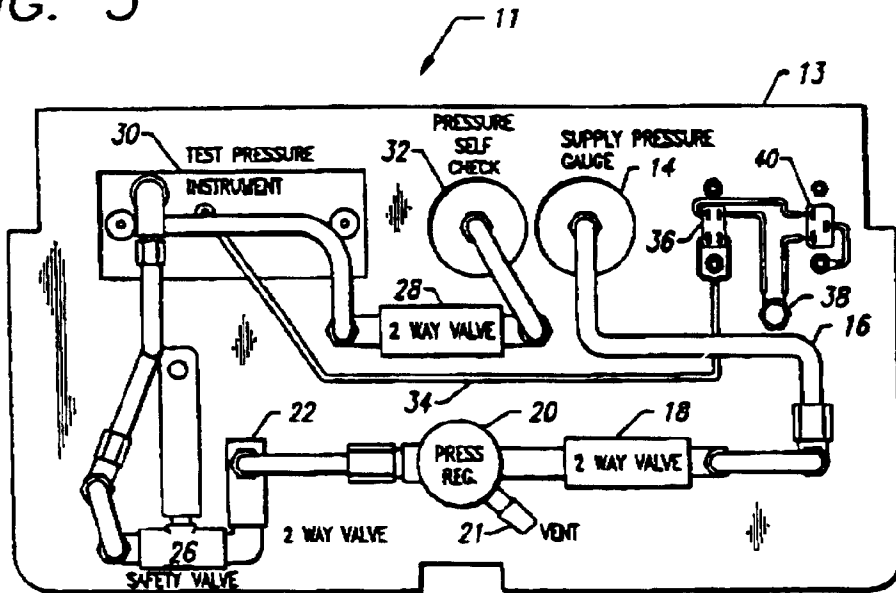 FIG. 3
11
13
30
TEST PRESSURE
INSTRUMENT
32
PRESSURE
SELF
CHECK
SUPPLY PRESSURE
GAUGE
14
40
36
38
28
2 WAY VALVE
16
34
22
20
18
PRESS
REG.
2 WAY VALVE
21
VENT
2 WAY VALVE
26
SAFETY VALVE